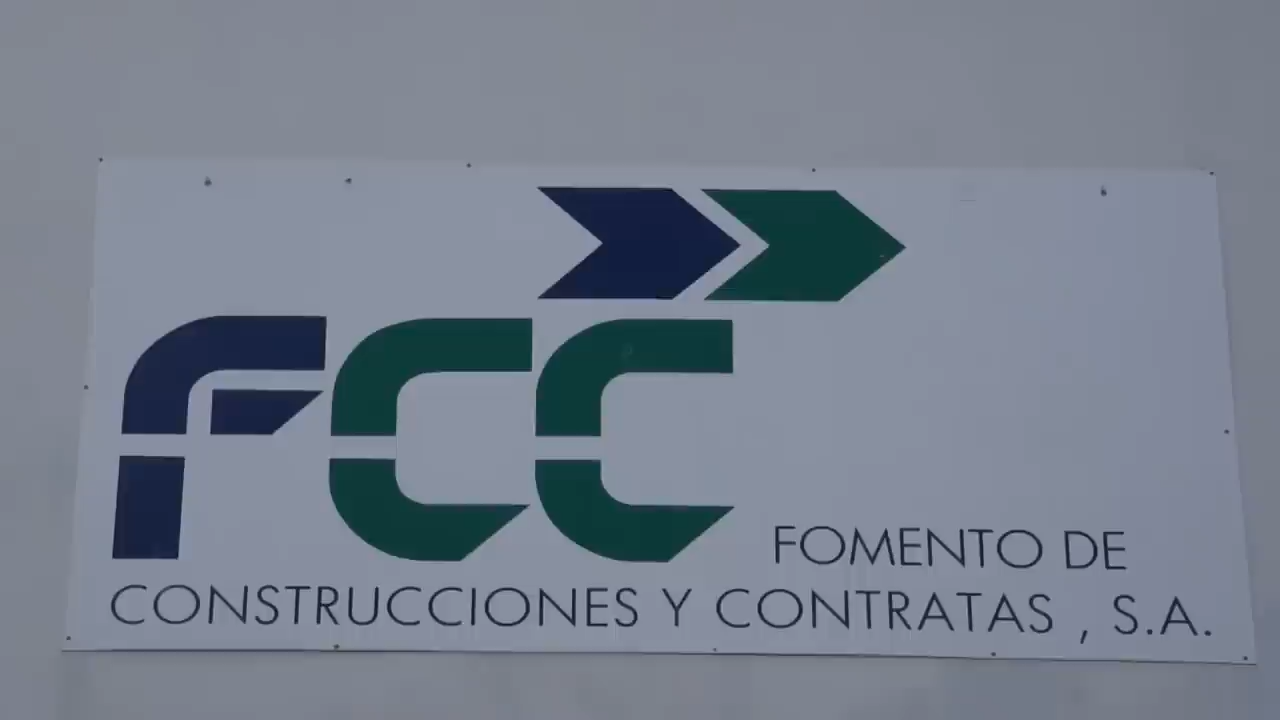 FCC
FOMENTO DE
CONSTRUCCIONES Y CONTRATAS , S.A.